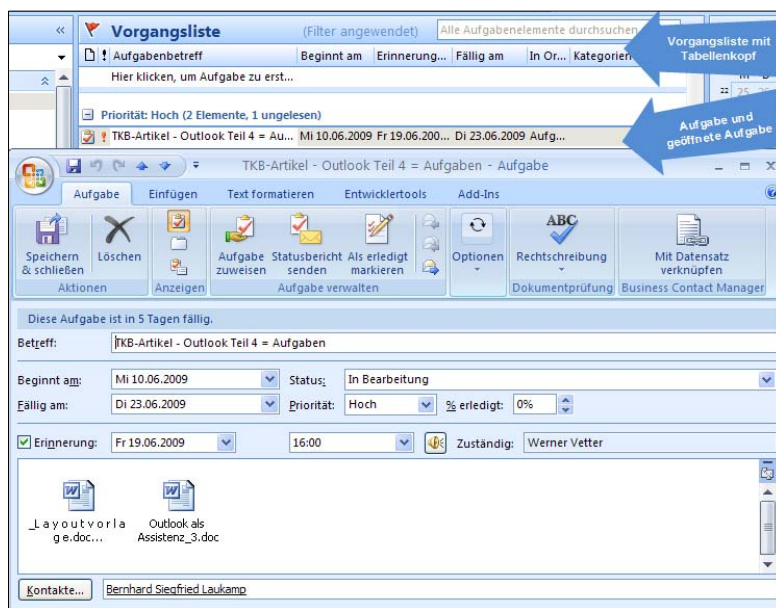 Vorgangsliste (Filter angewendet) Alle Aufgabenelemente durchsuchen
Vorgangsliste mit
Tabellenkopf
! Aufgabenbetreff Beginnt am Erinnerung... Fällig am In Or... Kategorien
Hier klicken, um Aufgabe zu erst...
22 25
Priorität: Hoch (2 Elemente, 1 ungelesen)
Aufgabe und
geöffnete Aufgabe
! TKB-Artikel - Outlook Teil 4 = Au... Mi 10.06.2009 Fr 19.06.200... Di 23.06.2009 Aufg...
TKB-Artikel - Outlook Teil 4 = Aufgaben - Aufgabe
Aufgabe Einfügen Text formatieren Entwicklertools Add-Ins
ABC
Speichern Löschen Aufgabe Statusbericht Als erledigt Optionen Rechtschreibung Mit Datensatz
& schließen zuweisen senden markieren verknüpfen
Aktionen Anzeigen Aufgabe verwalten Dokumentprüfung Business Contact Manager
Diese Aufgabe ist in 5 Tagen fällig.
Betreff: TKB-Artikel - Outlook Teil 4 = Aufgaben
Beginnt am: Mi 10.06.2009 Status: In Bearbeitung
Fällig am: Di 23.06.2009 Priorität: Hoch % erledigt: 0%
Erinnerung: Fr 19.06.2009 16:00 Zuständig: Werner Vetter
_Layoutvorla Outlook als
ge.doc... Assistenz_3.doc
Kontakte... Bernhard Siegfried Laukamp